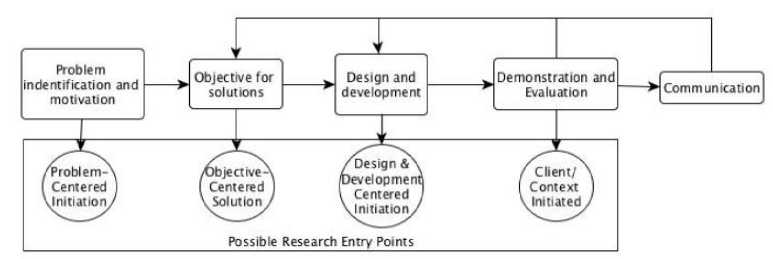 Problem
indentification and
motivation
Objective for
solutions
Design and
development
Demonstration and
Evaluation
Communication
Problem-
Centered
Initiation
Objective-
Centered
Solution
Design &
Development
Centered
Initiation
Client/
Context
Initiated
Possible Research Entry Points